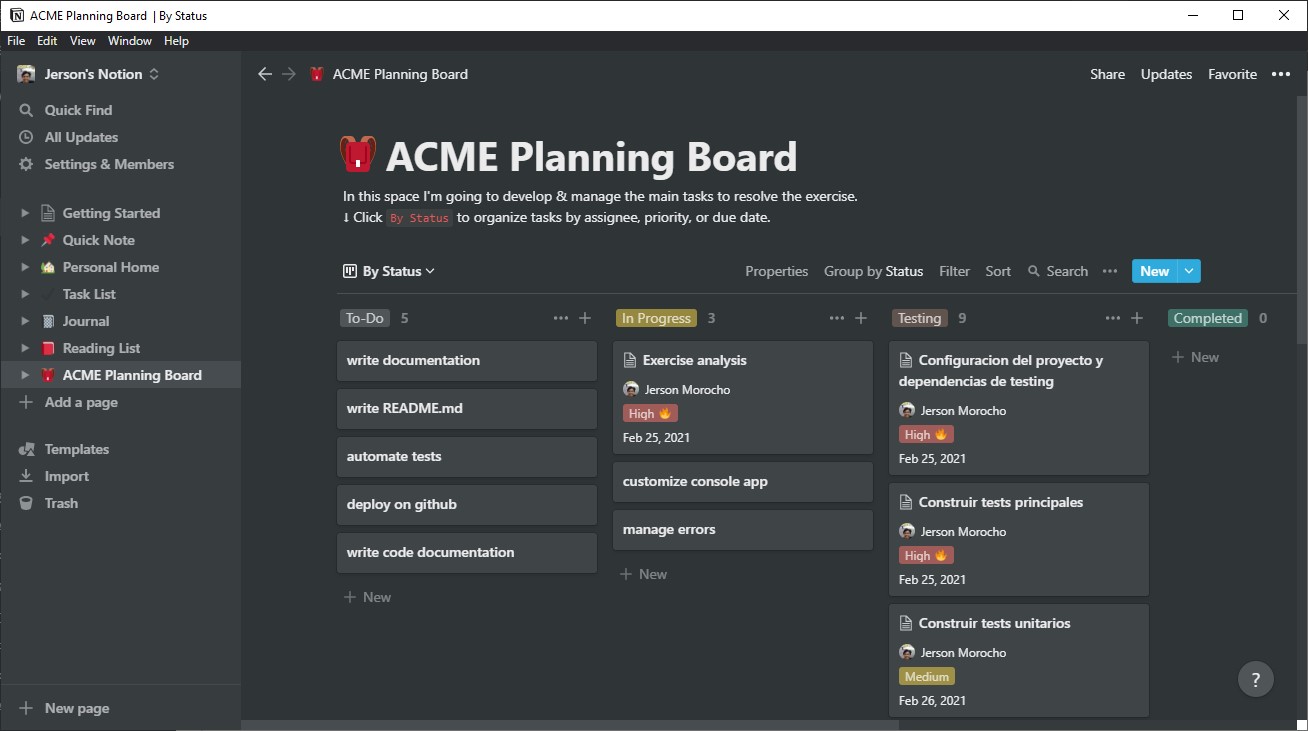 ACME Planning Board | By Status
File Edit View Window Help
Jerson's Notion
Quick Find
All Updates
Settings & Members
Getting Started
Quick Note
Personal Home
Task List
Journal
Reading List
ACME Planning Board
Add a page
Templates
Import
Trash
New page
ACME Planning Board
Share Updates Favorite
ACME Planning Board
In this space I'm going to develop & manage the main tasks to resolve the exercise.
↓ Click By Status to organize tasks by assignee, priority, or due date.
By Status
Properties Group by Status Filter Sort Search New
To-Do 5
write documentation
write README.md
automate tests
deploy on github
write code documentation
New
In Progress 3
Exercise analysis
Jerson Morocho
High
Feb 25, 2021
customize console app
manage errors
New
Testing 9
Configuracion del proyecto y
dependencias de testing
Jerson Morocho
High
Feb 25, 2021
Construir tests principales
Jerson Morocho
High
Feb 25, 2021
Construir tests unitarios
Jerson Morocho
Medium
Feb 26, 2021
Completed 0
New
?